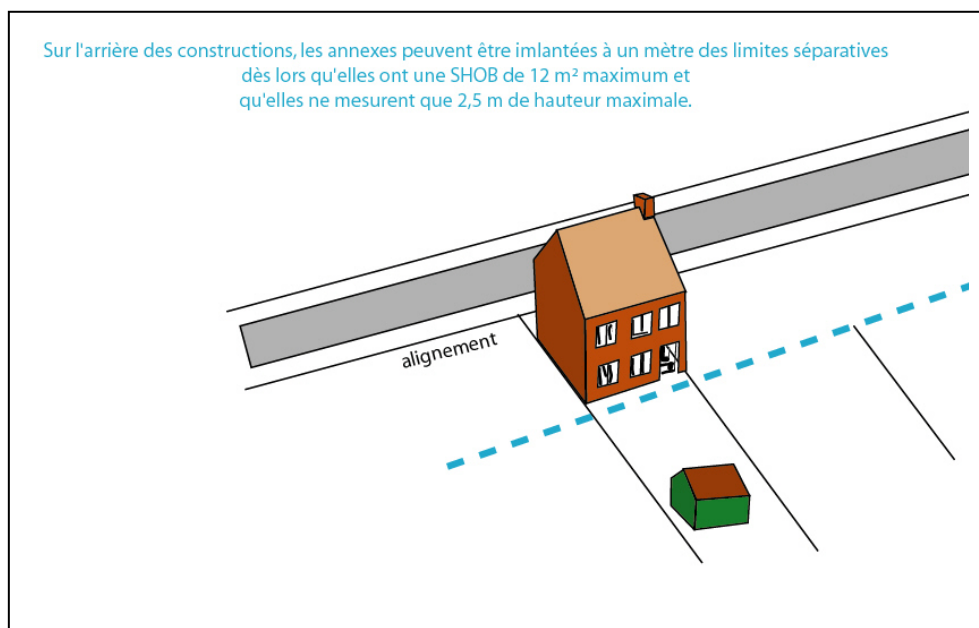 Sur l'arrière des constructions, les annexes peuvent être imlantées à un mètre des limites séparatives
dès lors qu'elles ont une SHOB de 12 m² maximum et
qu'elles ne mesurent que 2,5 m de hauteur maximale.
alignement